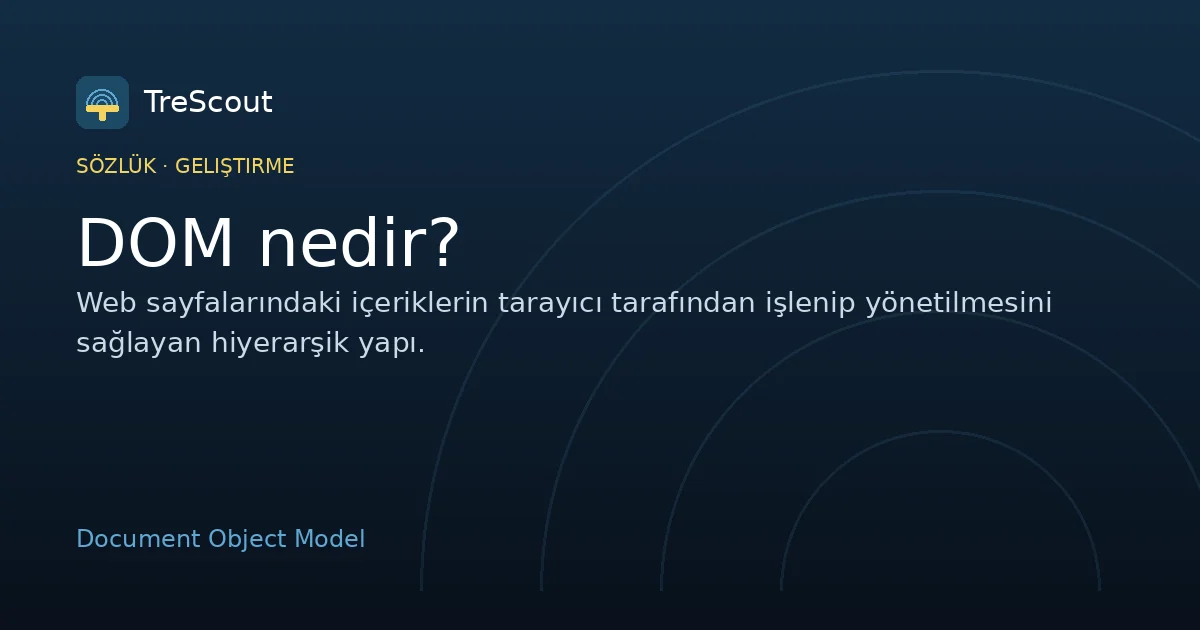 TreScout
SÖZLÜK · GELIŞTIRME
DOM nedir?
Web sayfalarındaki içeriklerin tarayıcı tarafından işlenip yönetilmesini
sağlayan hiyerarşik yapı.
Document Object Model